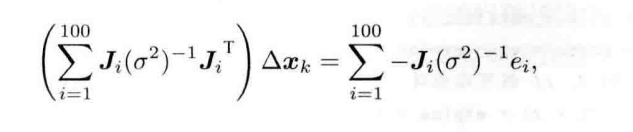 $$\left(\sum_{i=1}^{100} \boldsymbol{J}_i(\sigma^2)^{-1}\boldsymbol{J}_i^{\mathrm{T}}\right)\Delta\boldsymbol{x}_k = \sum_{i=1}^{100} -\boldsymbol{J}_i(\sigma^2)^{-1}e_i,$$